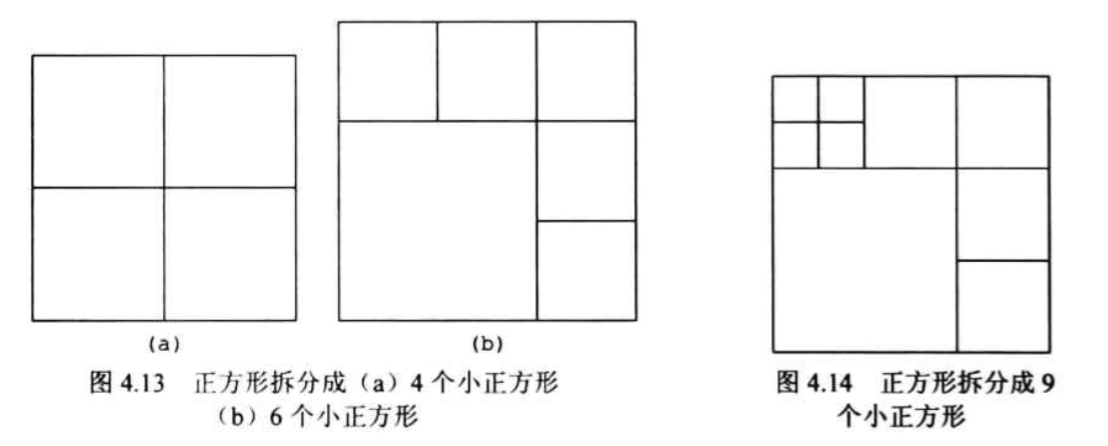 (a)
(b)
图 4.13 正方形拆分成（a）4 个小正方形
（b）6 个小正方形
图 4.14 正方形拆分成 9
个小正方形